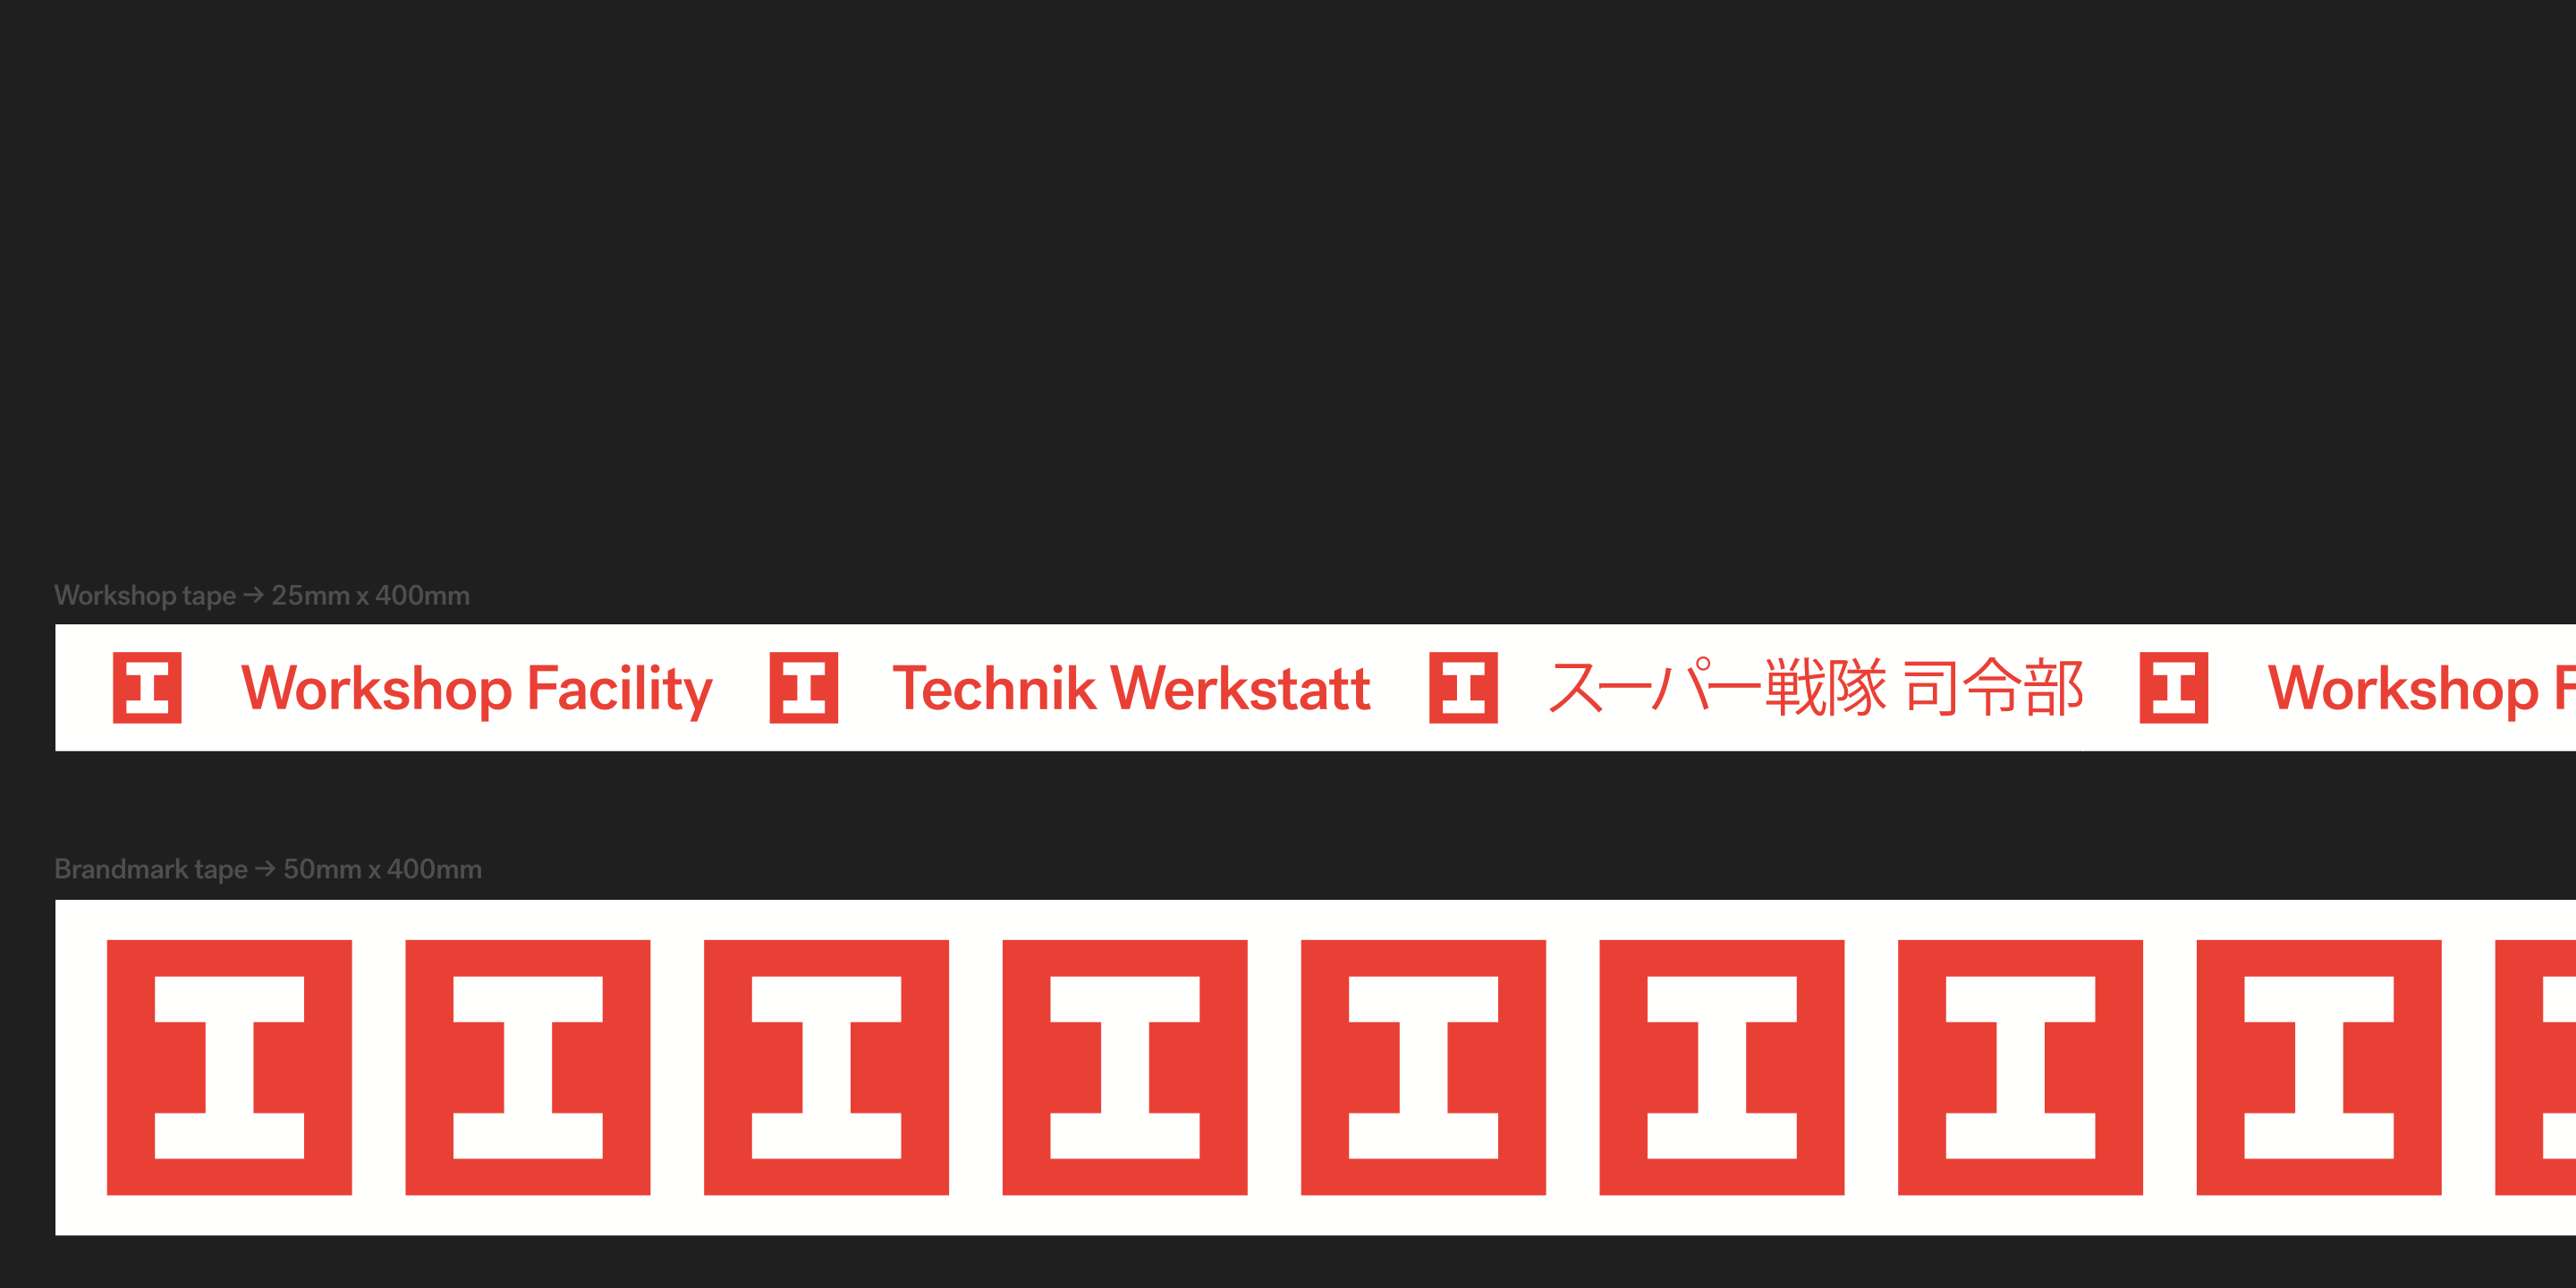 Workshop tape → 25mm x 400mm
I Workshop Facility I Technik Werkstatt I スーパー戦隊 司令部 I Workshop F
Brandmark tape → 50mm x 400mm
I I I I I I I I